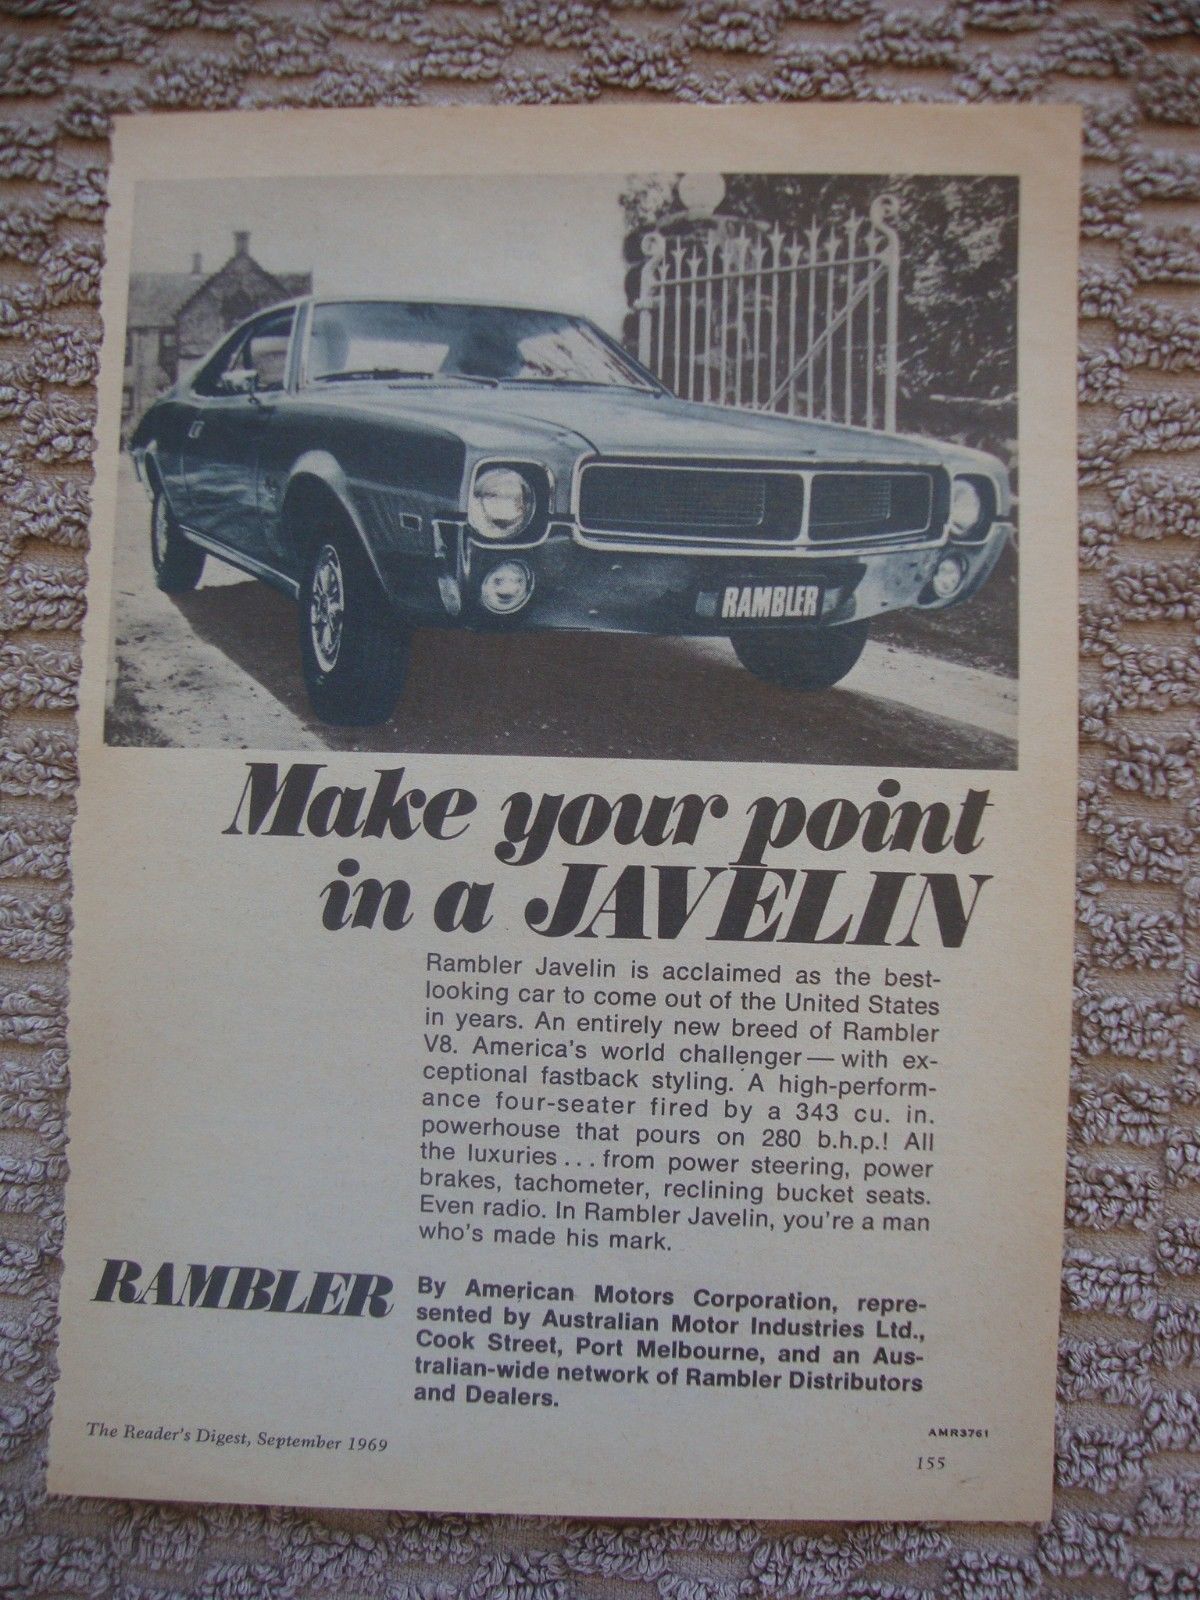 RAMBLER
Make your point
in a JAVELIN
Rambler Javelin is acclaimed as the best-
looking car to come out of the United States
in years. An entirely new breed of Rambler
V8. America's world challenger — with ex-
ceptional fastback styling. A high-perform-
ance four-seater fired by a 343 cu. in.
powerhouse that pours on 280 b.h.p.! All
the luxuries ... from power steering, power
brakes, tachometer, reclining bucket seats.
Even radio. In Rambler Javelin, you're a man
who's made his mark.
RAMBLER
By American Motors Corporation, repre-
sented by Australian Motor Industries Ltd.,
Cook Street, Port Melbourne, and an Aus-
tralian-wide network of Rambler Distributors
and Dealers.
The Reader's Digest, September 1969
AMR3761
155